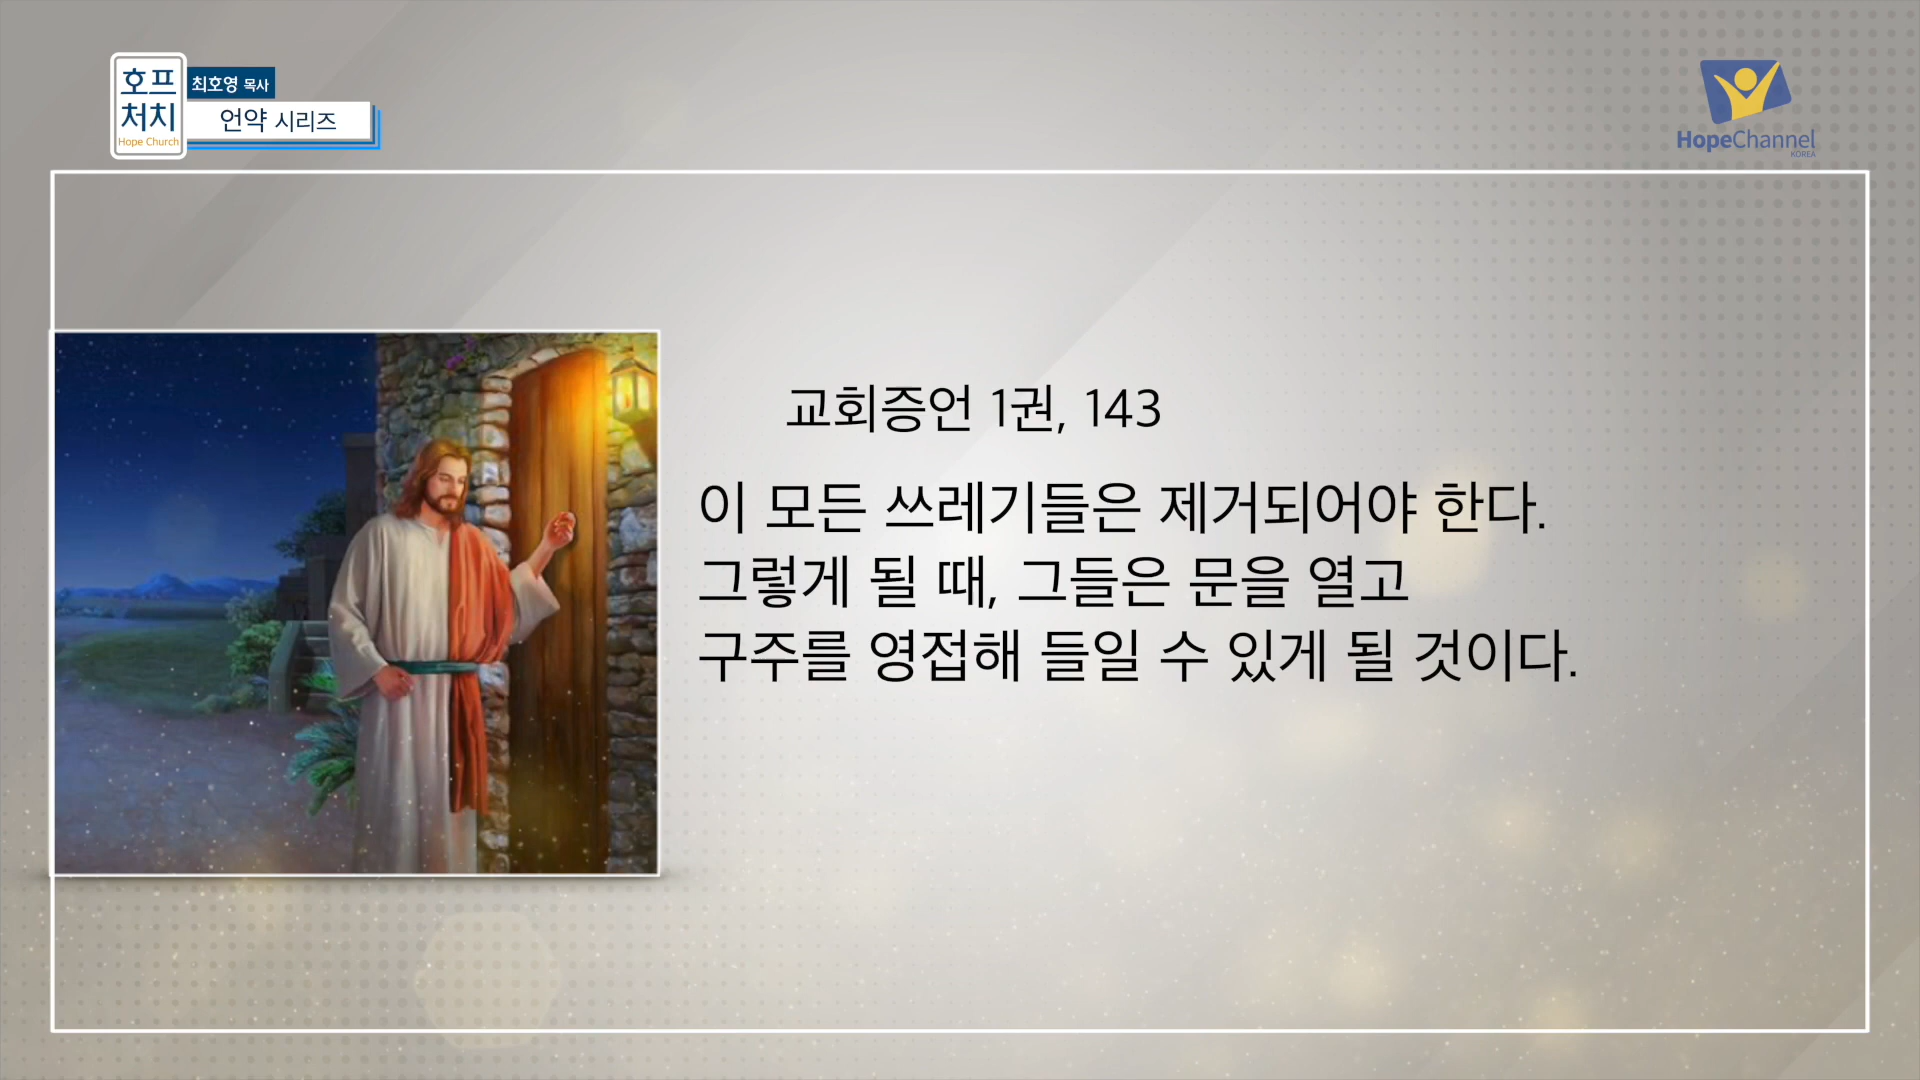 호프
처치
Hope Church
최호영 목사
언약 시리즈
HopeChannel
KOREA
교회증언 1권, 143
이 모든 쓰레기들은 제거되어야 한다.
그렇게 될 때, 그들은 문을 열고
구주를 영접해 들일 수 있게 될 것이다.